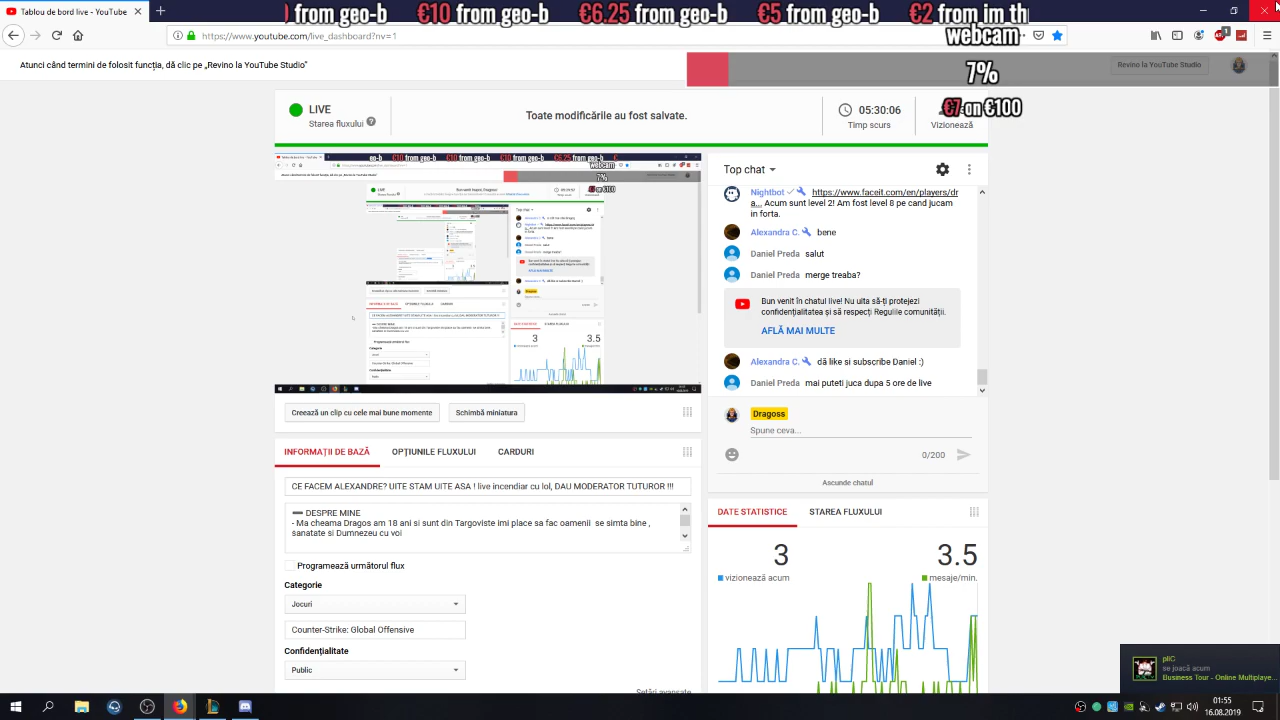 Tablou de bord live - YouTube
from geo-b €10 from geo-b €6.25 from geo-b €5 from geo-b €2 from im th
https://www.youtube.com/live_dashboard?nv=1
webcam
Atunci când termini de folosit funcția, dă clic pe „Revino la YouTube Studio"
7%
Revino la YouTube Studio
€7 on €100
LIVE
Starea fluxului
Toate modificările au fost salvate.
05:30:06
Timp scurs
Vizionează
Top chat
Nightbot https://www.faceit.com/en/players/dr
a... Acum sunt level 2! Am fost level 8 pe cand jucam
in forta.
Alexandra C. bene
Daniel Preda salut
Daniel Preda merge treaba?
Bun venit în chatul live! Nu uita să-ți protejezi
confidențialitatea și să respecți Regulile comunității.
AFLĂ MAI MULTE
Alexandra C. Da like si subscribe Daniel :)
Daniel Preda mai puteti juca dupa 5 ore de live
Dragoss
Spune ceva...
0/200
Ascunde chatul
Creează un clip cu cele mai bune momente
Schimbă miniatura
INFORMAȚII DE BAZĂ
OPȚIUNILE FLUXULUI
CARDURI
CE FACEM ALEXANDRE? UITE STAM UITE ASA ! live incendiar cu lol, DAU MODERATOR TUTUROR !!!
➖ DESPRE MINE
- Ma cheama Dragos am 18 ani si sunt din Targoviste imi place sa fac oamenii se simta bine ,
sanatate si Dumnezeu cu voi
Programează următorul flux
Categorie
Jocuri
Counter-Strike: Global Offensive
Confidențialitate
Public
Setări avansate
DATE STATISTICE
STAREA FLUXULUI
3
vizionează acum
3.5
mesaje/min.
pliC
se joacă acum
Business Tour - Online Multiplaye...
01:55
16.08.2019